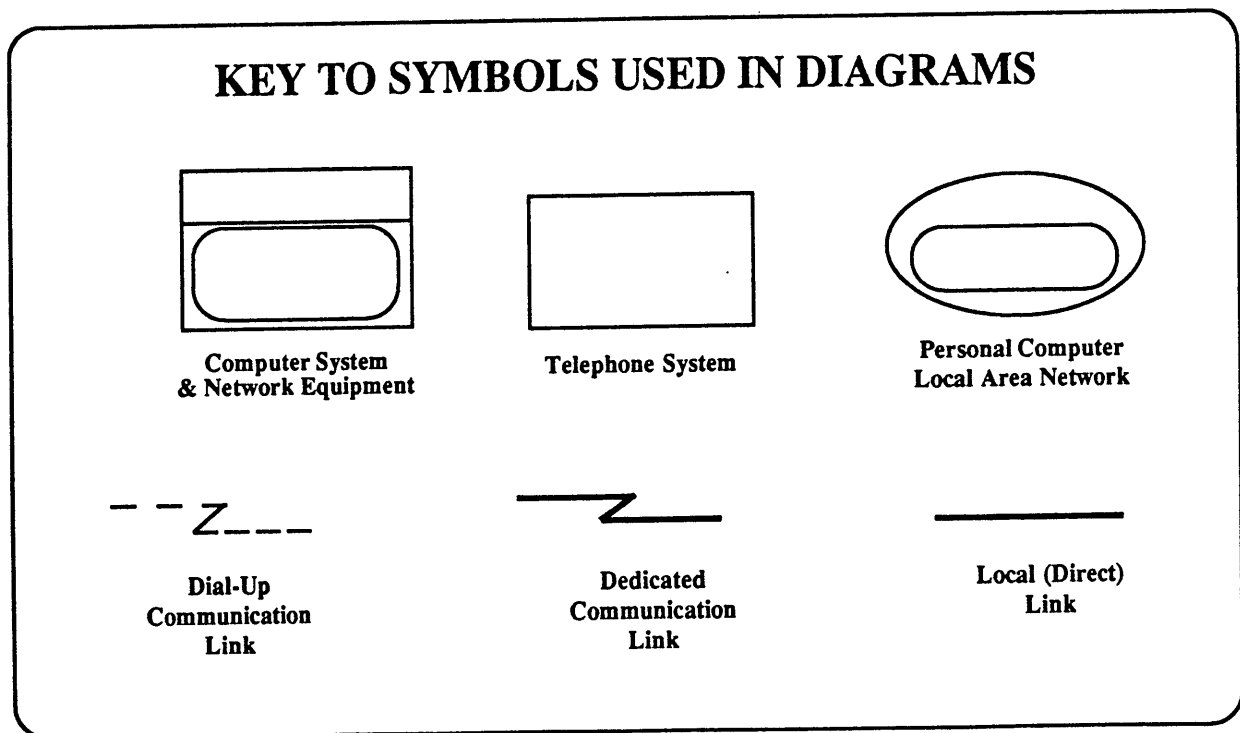 KEY TO SYMBOLS USED IN DIAGRAMS
Computer System
& Network Equipment
Telephone System
Personal Computer
Local Area Network
Dial-Up
Communication
Link
Dedicated
Communication
Link
Local (Direct)
Link